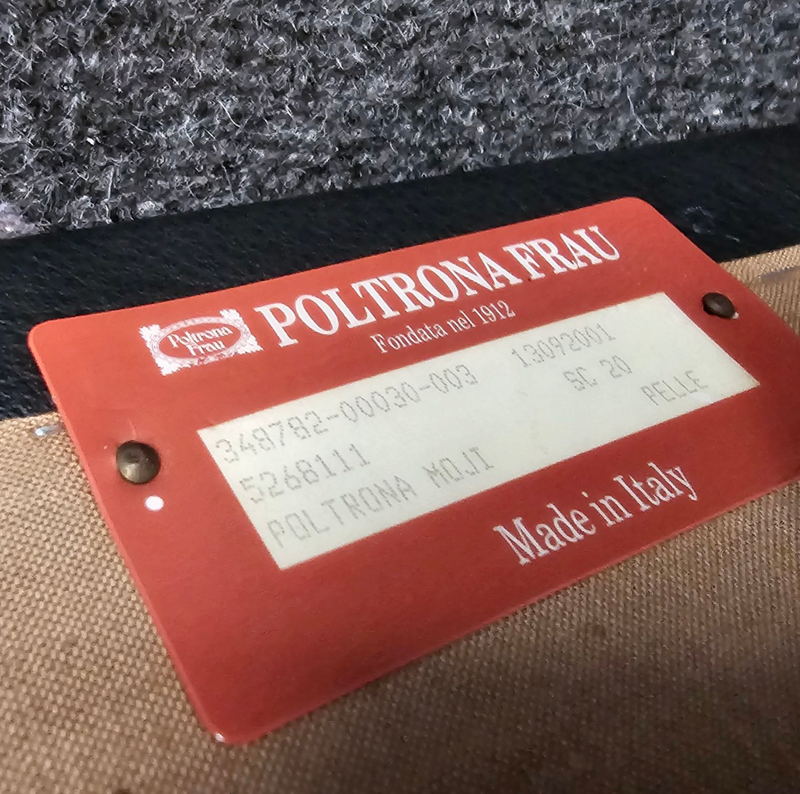 Poltrona
Frau
POLTRONA FRAU
Fondata nel 1912
348782-00030-003 13092001
5268111 SC 20
POLTRONA MOJI PELLE
Made in Italy